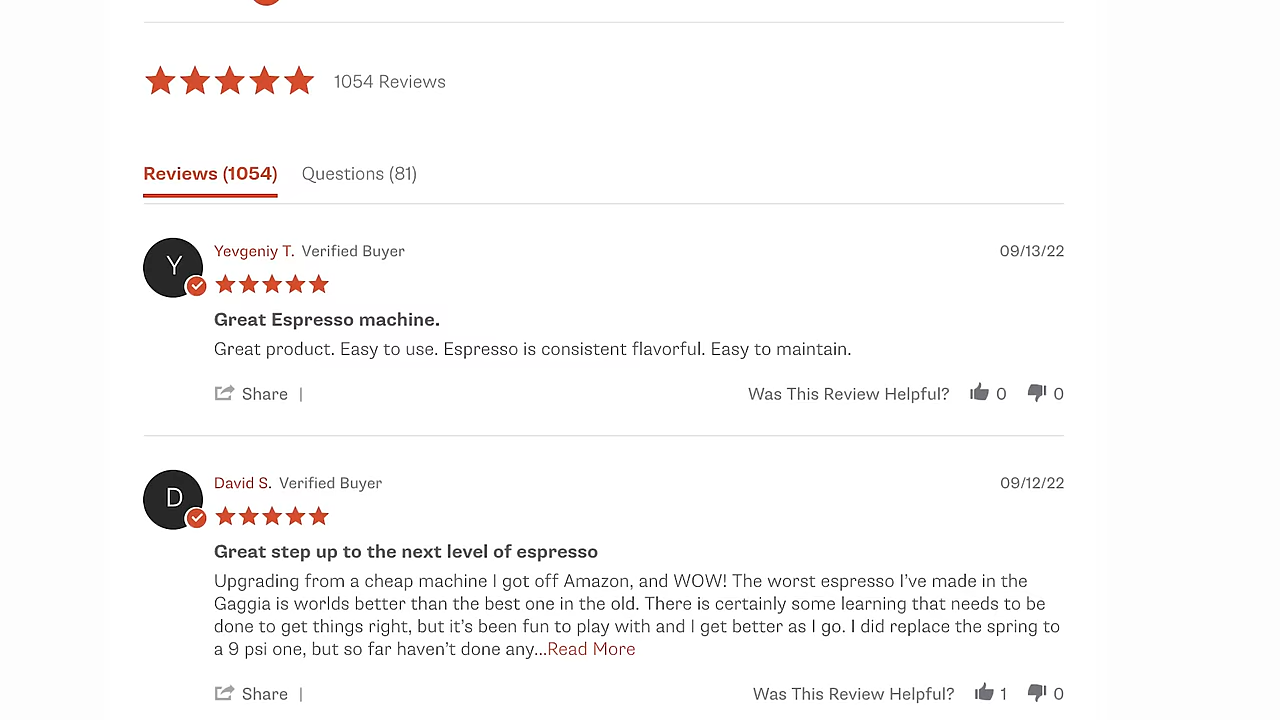 1054 Reviews
Reviews (1054) Questions (81)
Y
Yevgeniy T. Verified Buyer 09/13/22
Great Espresso machine.
Great product. Easy to use. Espresso is consistent flavorful. Easy to maintain.
Share | Was This Review Helpful? 0 0
D
David S. Verified Buyer 09/12/22
Great step up to the next level of espresso
Upgrading from a cheap machine I got off Amazon, and WOW! The worst espresso I’ve made in the
Gaggia is worlds better than the best one in the old. There is certainly some learning that needs to be
done to get things right, but it’s been fun to play with and I get better as I go. I did replace the spring to
a 9 psi one, but so far haven’t done any...Read More
Share | Was This Review Helpful? 1 0